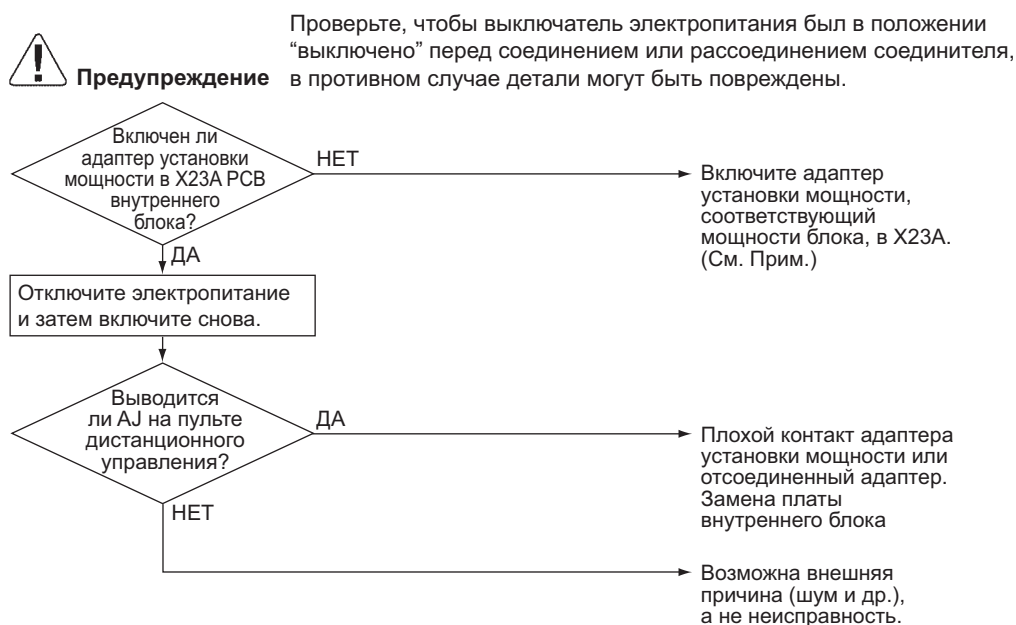 Проверьте, чтобы выключатель электропитания был в положении
“выключено” перед соединением или рассоединением соединителя,
Предупреждение в противном случае детали могут быть повреждены.
Включен ли
адаптер установки
мощности в X23A PCB
внутреннего
блока?
НЕТ
Включите адаптер
установки мощности,
соответствующий
мощности блока, в X23A.
(См. Прим.)
ДА
Отключите электропитание
и затем включите снова.
Выводится
ли AJ на пульте
дистанционного
управления?
ДА
Плохой контакт адаптера
установки мощности или
отсоединенный адаптер.
Замена платы
внутреннего блока
НЕТ
Возможна внешняя
причина (шум и др.),
а не неисправность.